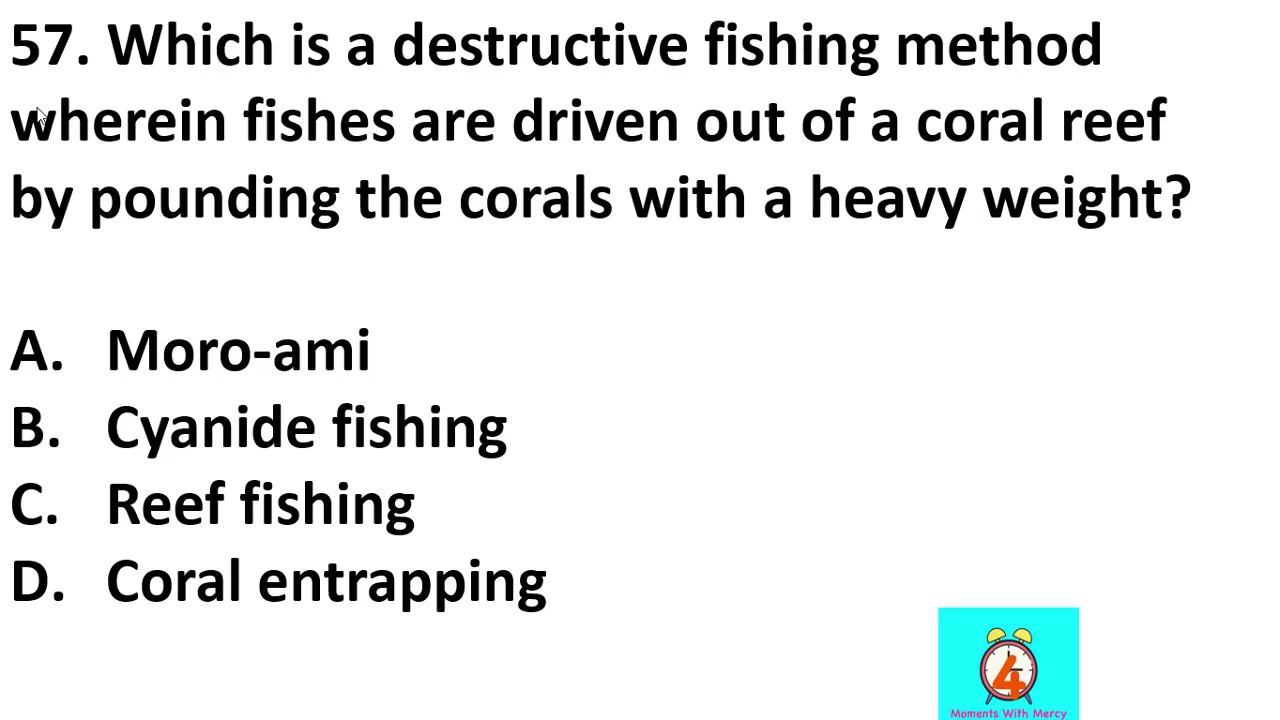 57. Which is a destructive fishing method
wherein fishes are driven out of a coral reef
by pounding the corals with a heavy weight?
A. Moro-ami
B. Cyanide fishing
C. Reef fishing
D. Coral entrapping
4
Moments With Mercy